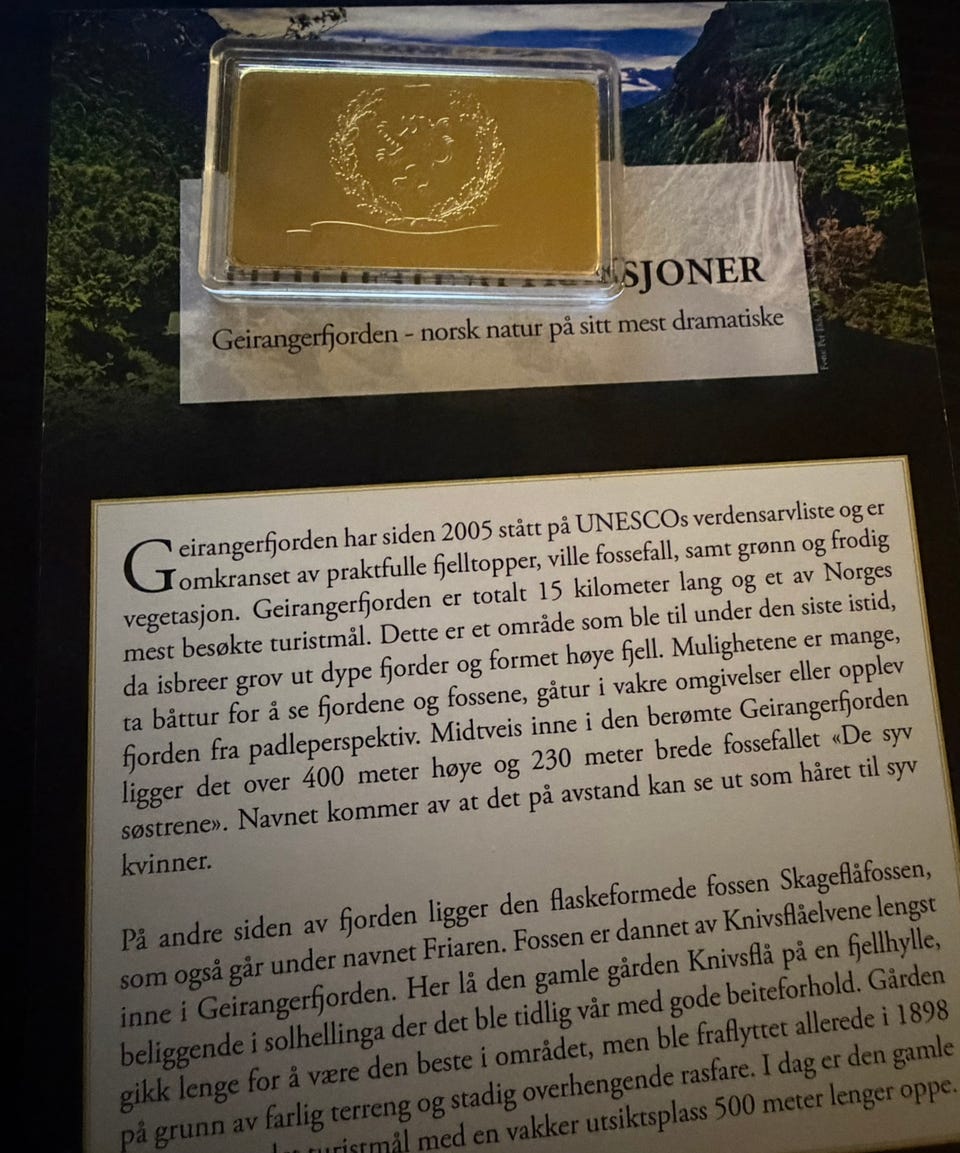 SJONER
Geirangerfjorden - norsk natur på sitt mest dramatiske
Geirangerfjorden har siden 2005 stått på UNESCOs verdensarvliste og er
omkranset av praktfulle fjelltopper, ville fossefall, samt grønn og frodig
vegetasjon. Geirangerfjorden er totalt 15 kilometer lang og et av Norges
mest besøkte turistmål. Dette er et område som ble til under den siste istid,
da isbreer grov ut dype fjorder og formet høye fjell. Mulighetene er mange,
ta båttur for å se fjordene og fossene, gåtur i vakre omgivelser eller opplev
fjorden fra padleperspektiv. Midtveis inne i den berømte Geirangerfjorden
ligger det over 400 meter høye og 230 meter brede fossefallet «De syv
søstrene». Navnet kommer av at det på avstand kan se ut som håret til syv
kvinner.
På andre siden av fjorden ligger den flaskeformede fossen Skageflåfossen,
som også går under navnet Friaren. Fossen er dannet av Knivsflåelvene lengst
inne i Geirangerfjorden. Her lå den gamle gården Knivsflå på en fjellhylle,
beliggende i solhellinga der det ble tidlig vår med gode beiteforhold. Gården
gikk lenge for å være den beste i området, men ble fraflyttet allerede i 1898
på grunn av farlig terreng og stadig overhengende rasfare. I dag er den gamle
turistmål med en vakker utsiktsplass 500 meter lenger oppe.